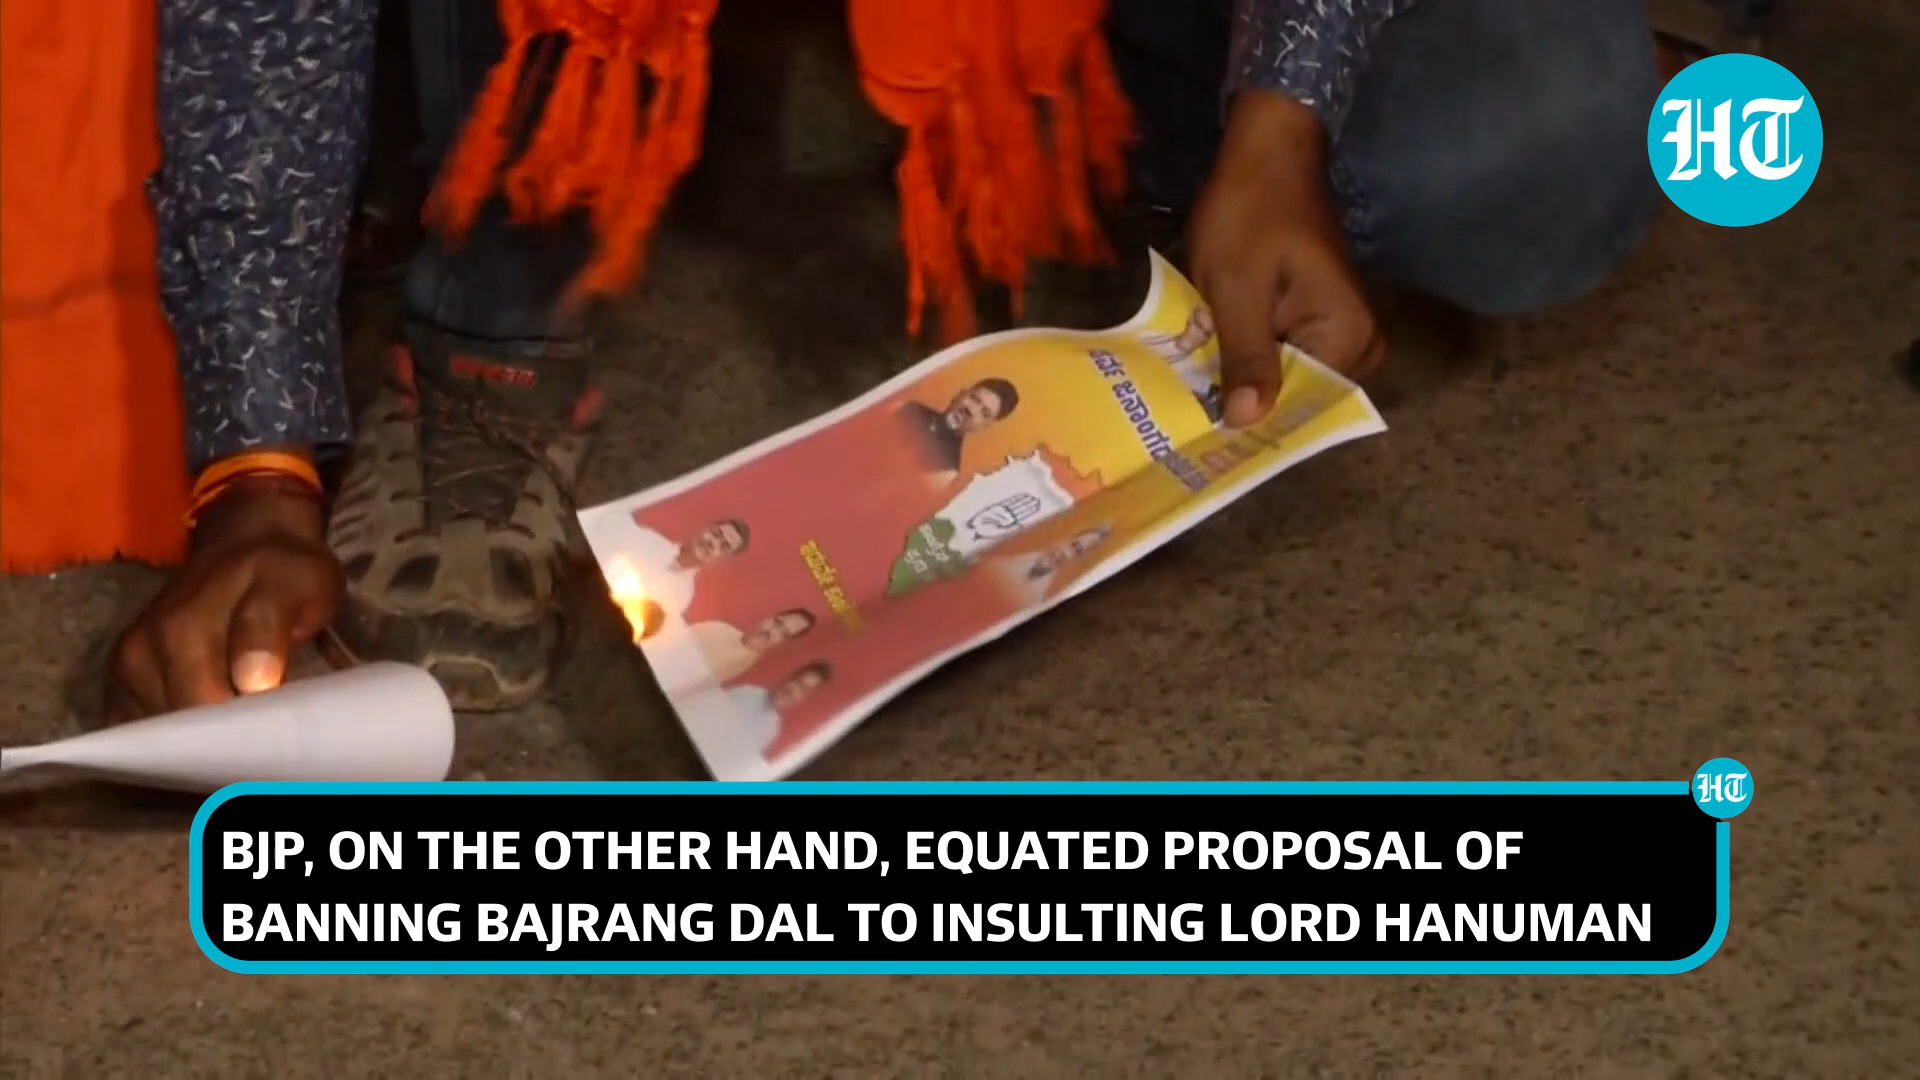 HT
HT
BJP, ON THE OTHER HAND, EQUATED PROPOSAL OF
BANNING BAJRANG DAL TO INSULTING LORD HANUMAN